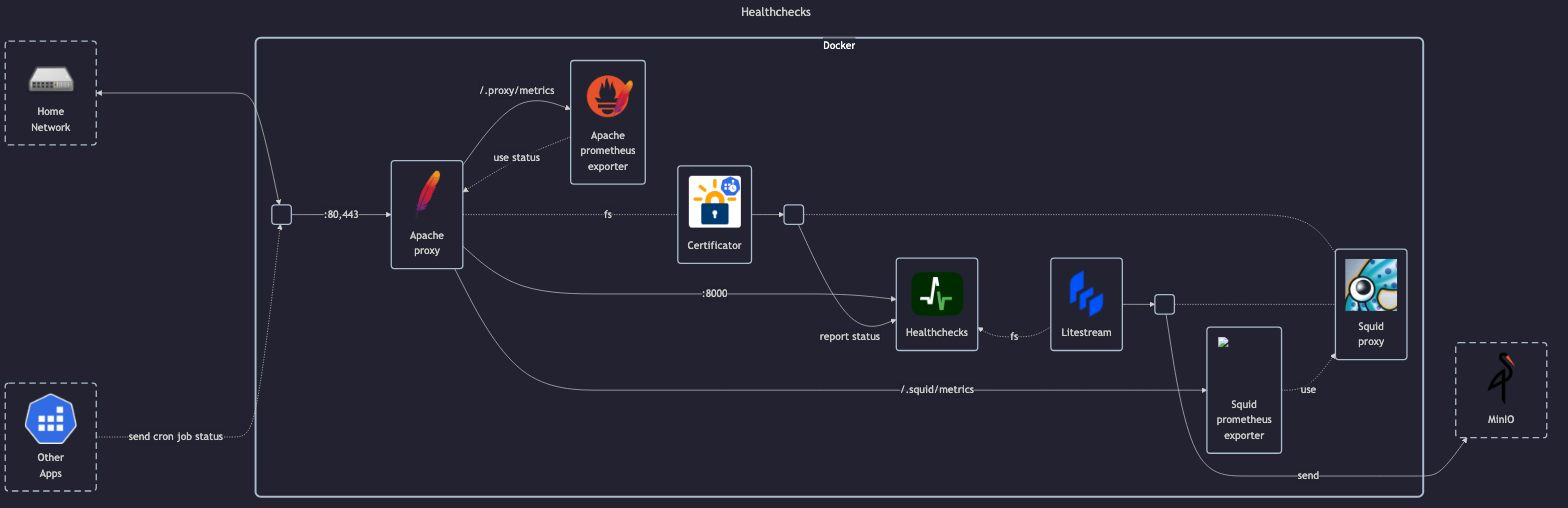 Healthchecks
Docker
Home
Network
/.proxy/metrics
Apache
prometheus
exporter
use status
:80,443
Apache
proxy
fs
Certificator
:8000
report status
Healthchecks
fs
Litestream
Squid
proxy
/.squid/metrics
Squid
prometheus
exporter
use
MinIO
send cron job status
Other
Apps
send